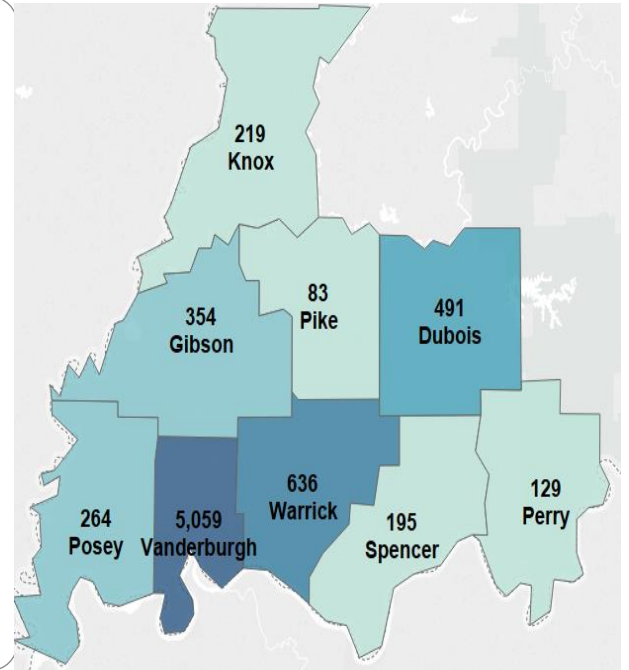 219
Knox
83
Pike
491
Dubois
354
Gibson
636
Warrick
129
Perry
264
Posey
5,059
Vanderburgh
195
Spencer